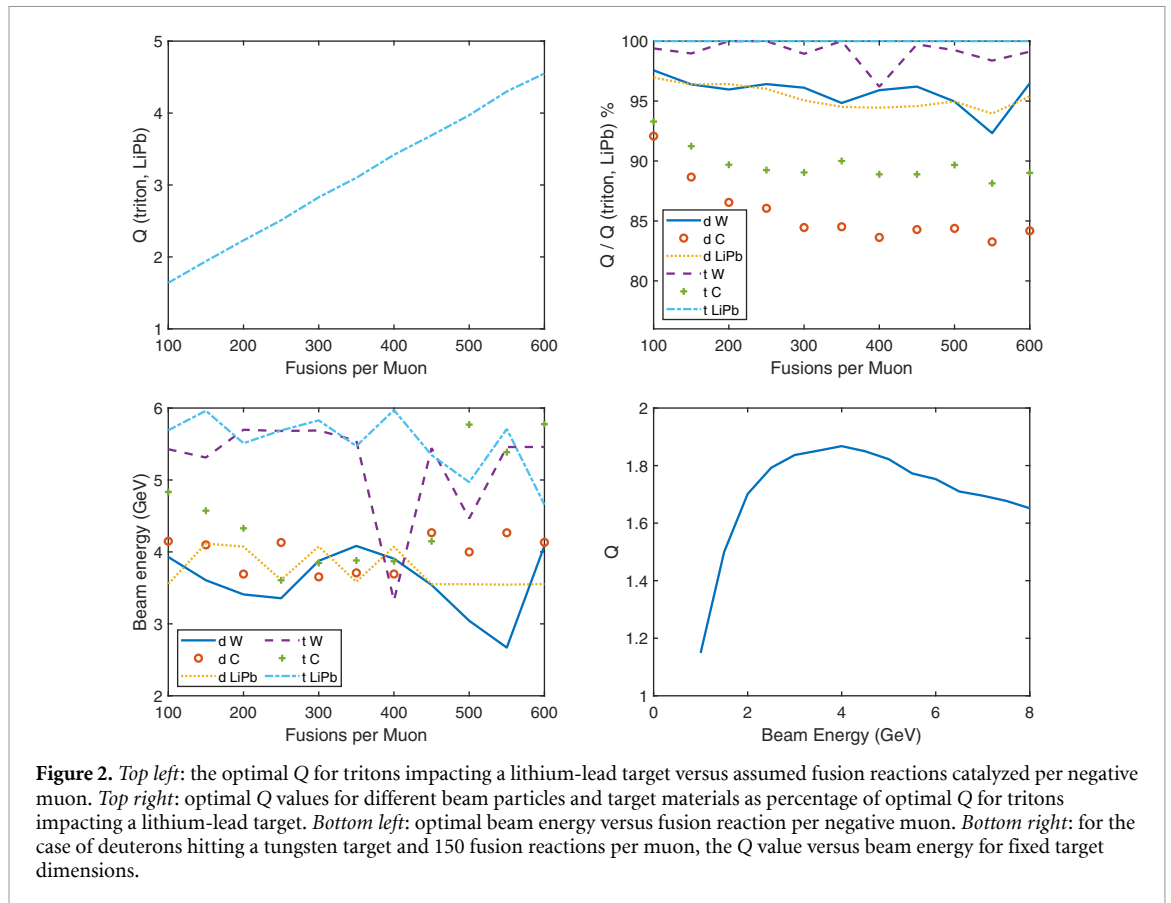 5
4
3
2
1
100 200 300 400 500 600
Q (triton, LiPb)
Fusions per Muon
100
95
90
85
80
100 200 300 400 500 600
Q / Q (triton, LiPb) %
Fusions per Muon
d W
d C
d LiPb
t W
t C
t LiPb
6
5
4
3
2
100 200 300 400 500 600
Beam energy (GeV)
Fusions per Muon
d W t W
d C t C
d LiPb t LiPb
2
1.8
1.6
1.4
1.2
1
0 2 4 6 8
Q
Beam Energy (GeV)
Figure 2. Top left: the optimal Q for tritons impacting a lithium-lead target versus assumed fusion reactions catalyzed per negative
muon. Top right: optimal Q values for different beam particles and target materials as percentage of optimal Q for tritons
impacting a lithium-lead target. Bottom left: optimal beam energy versus fusion reaction per negative muon. Bottom right: for the
case of deuterons hitting a tungsten target and 150 fusion reactions per muon, the Q value versus beam energy for fixed target
dimensions.